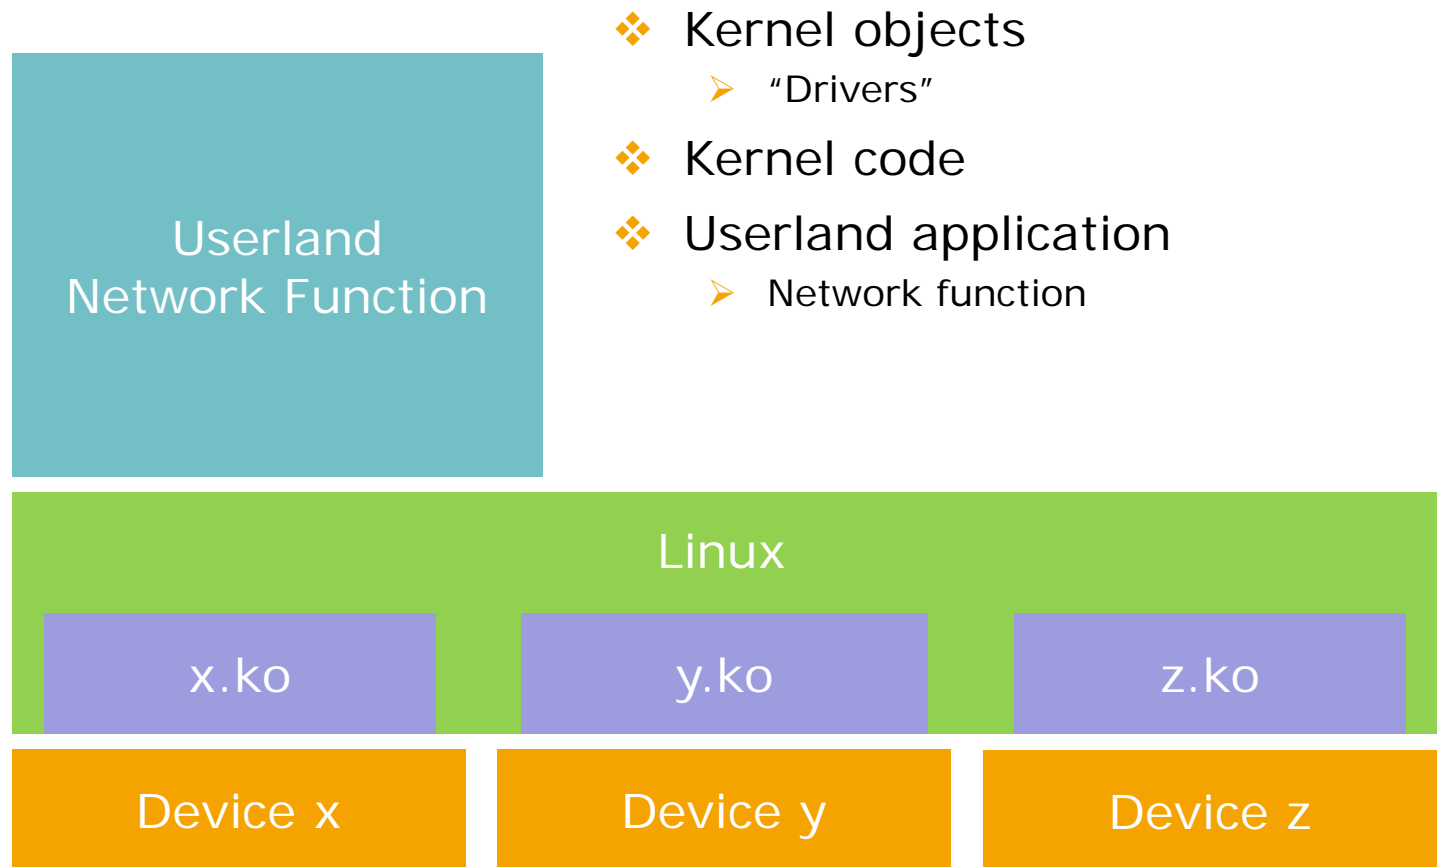 Kernel objects
“Drivers”
Kernel code
Userland application
Network function
Userland
Network Function
Linux
x.ko
y.ko
z.ko
Device x
Device y
Device z